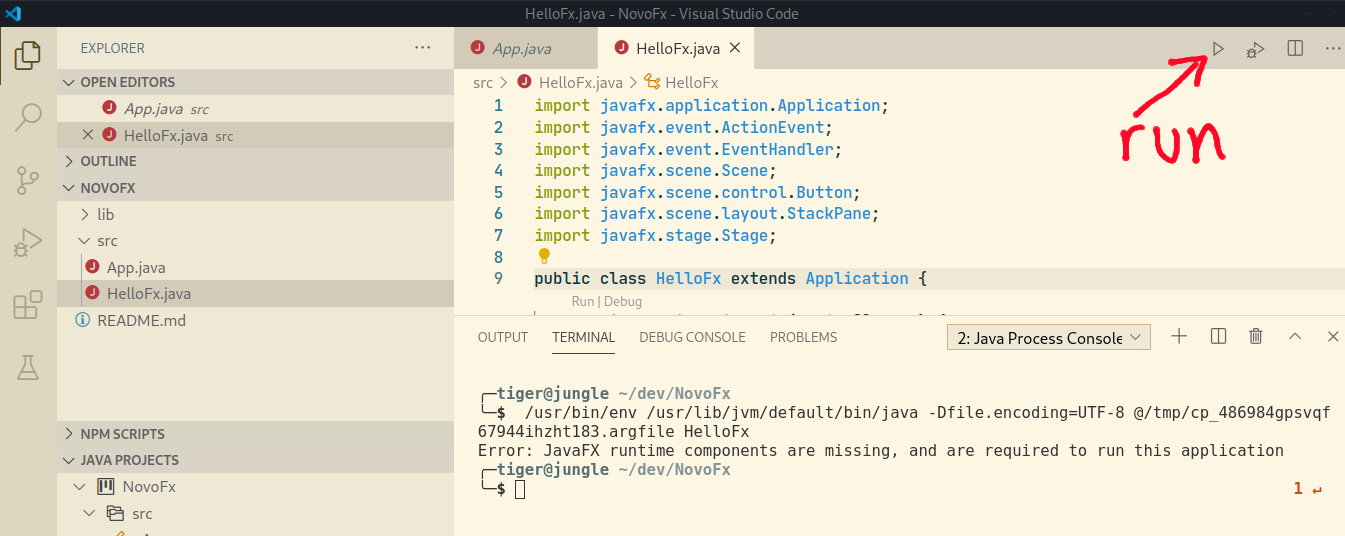 HelloFx.java - NovoFx - Visual Studio Code
EXPLORER
OPEN EDITORS
App.java src
HelloFx.java src
OUTLINE
NOVOFX
lib
src
App.java
HelloFx.java
README.md
NPM SCRIPTS
JAVA PROJECTS
NovoFx
src
App.java
HelloFx.java
run
src > HelloFx.java > HelloFx
1 import javafx.application.Application;
2 import javafx.event.ActionEvent;
3 import javafx.event.EventHandler;
4 import javafx.scene.Scene;
5 import javafx.scene.control.Button;
6 import javafx.scene.layout.StackPane;
7 import javafx.stage.Stage;
8
9 public class HelloFx extends Application {
Run | Debug
OUTPUT TERMINAL DEBUG CONSOLE PROBLEMS 2: Java Process Console
╭─tiger@jungle ~/dev/NovoFx
╰─$ /usr/bin/env /usr/lib/jvm/default/bin/java -Dfile.encoding=UTF-8 @/tmp/cp_486984gpsvqf
67944ihzht183.argfile HelloFx
Error: JavaFX runtime components are missing, and are required to run this application
╭─tiger@jungle ~/dev/NovoFx
╰─$ 1 ↵